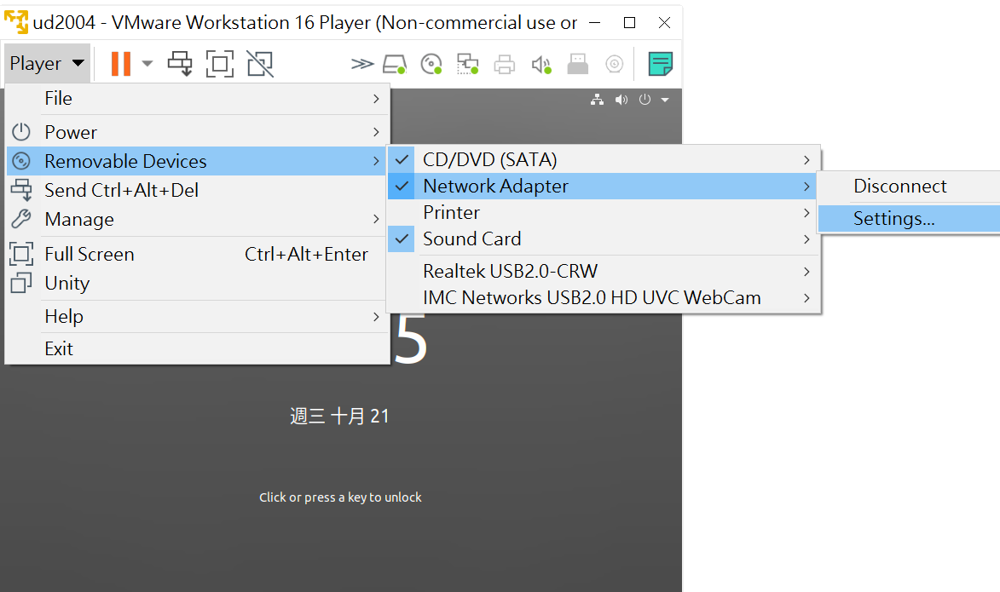 ud2004 - VMware Workstation 16 Player (Non-commercial use or
Player
File
Power
Removable Devices
Send Ctrl+Alt+Del
Manage
Full Screen Ctrl+Alt+Enter
Unity
Help
Exit
CD/DVD (SATA)
Network Adapter
Printer
Sound Card
Realtek USB2.0-CRW
IMC Networks USB2.0 HD UVC WebCam
Disconnect
Settings...
5
週三 十月 21
Click or press a key to unlock